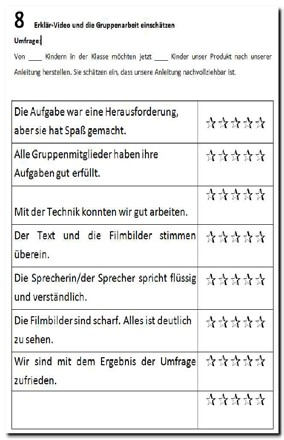 8 Erklär-Video und die Gruppenarbeit einschätzen
Umfrage:
Von ____ Kindern in der Klasse möchten jetzt ____ Kinder unser Produkt nach unserer
Anleitung herstellen. Sie schätzen ein, dass unsere Anleitung nachvollziehbar ist.
Die Aufgabe war eine Herausforderung,
aber sie hat Spaß gemacht.
Alle Gruppenmitglieder haben ihre
Aufgaben gut erfüllt.
Mit der Technik konnten wir gut arbeiten.
Der Text und die Filmbilder stimmen
überein.
Die Sprecherin/der Sprecher spricht flüssig
und verständlich.
Die Filmbilder sind scharf. Alles ist deutlich
zu sehen.
Wir sind mit dem Ergebnis der Umfrage
zufrieden.